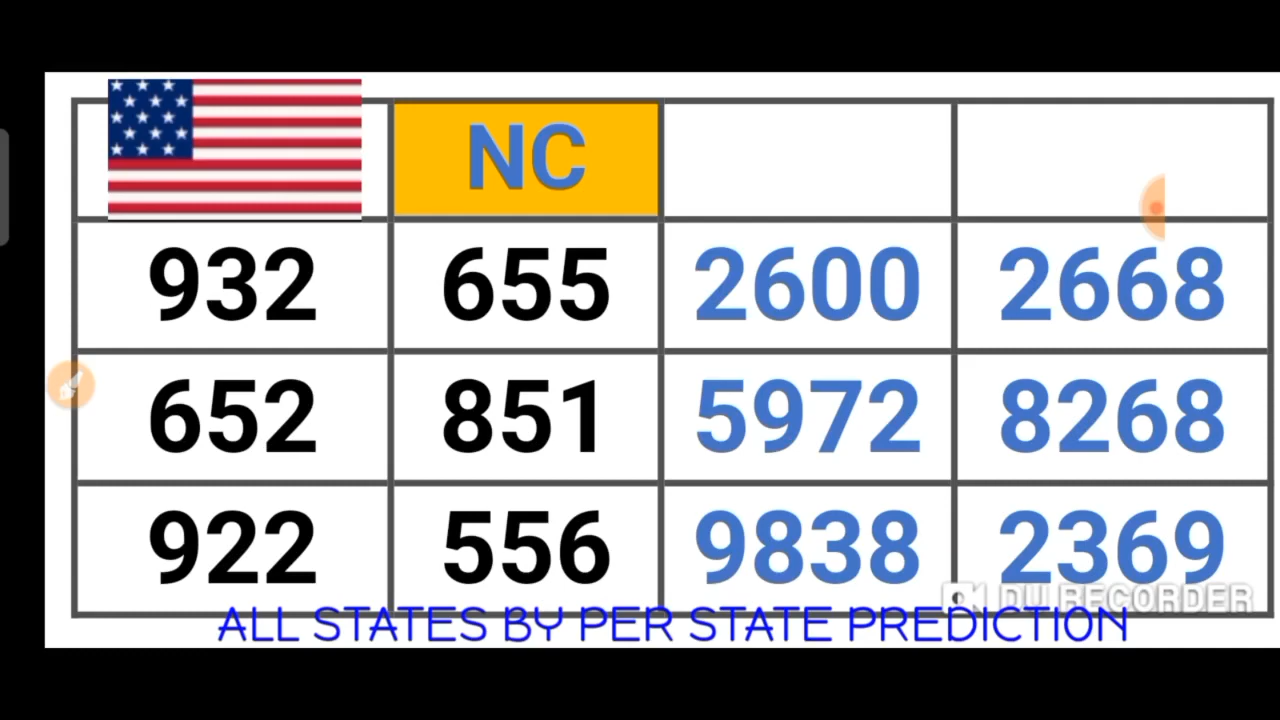 NC
932 655 2600 2668
652 851 5972 8268
922 556 9838 2369
DU RECORDER
ALL STATES BY PER STATE PREDICTION